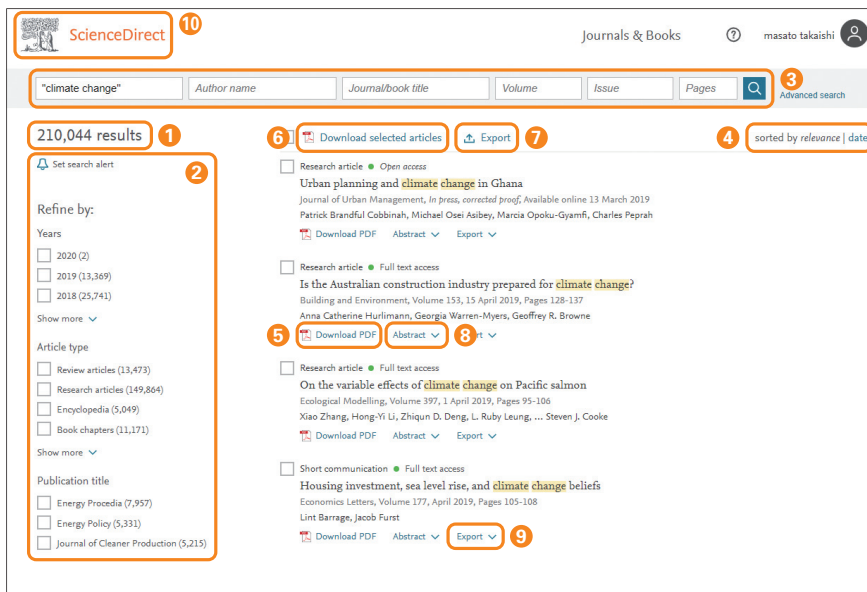 ScienceDirect
10
Journals & Books
?
masato takaishi
"climate change"
Author name
Journal/book title
Volume
Issue
Pages
3
Advanced search
210,044 results
1
6
Download selected articles
Export
7
4
sorted by relevance | date
Set search alert
2
Refine by:
Years
2020 (2)
2019 (13,369)
2018 (25,741)
Show more
Article type
Review articles (13,473)
Research articles (149,864)
Encyclopedia (5,049)
Book chapters (11,171)
Show more
Publication title
Energy Procedia (7,957)
Energy Policy (5,331)
Journal of Cleaner Production (5,215)
Research article ● Open access
Urban planning and climate change in Ghana
Journal of Urban Management, In press, corrected proof, Available online 13 March 2019
Patrick Brandful Cobbinah, Michael Osei Asibey, Marcia Opoku-Gyamfi, Charles Peprah
Download PDF Abstract Export
Research article ● Full text access
Is the Australian construction industry prepared for climate change?
Building and Environment, Volume 153, 15 April 2019, Pages 128-137
Anna Catherine Hurlimann, Georgia Warren-Myers, Geoffrey R. Browne
5 Download PDF Abstract 8 rt
Research article ● Full text access
On the variable effects of climate change on Pacific salmon
Ecological Modelling, Volume 397, 1 April 2019, Pages 95-106
Xiao Zhang, Hong-Yi Li, Zhiqun D. Deng, L. Ruby Leung, ... Steven J. Cooke
Download PDF Abstract Export
Short communication ● Full text access
Housing investment, sea level rise, and climate change beliefs
Economics Letters, Volume 177, April 2019, Pages 105-108
Lint Barrage, Jacob Furst
Download PDF Abstract Export 9